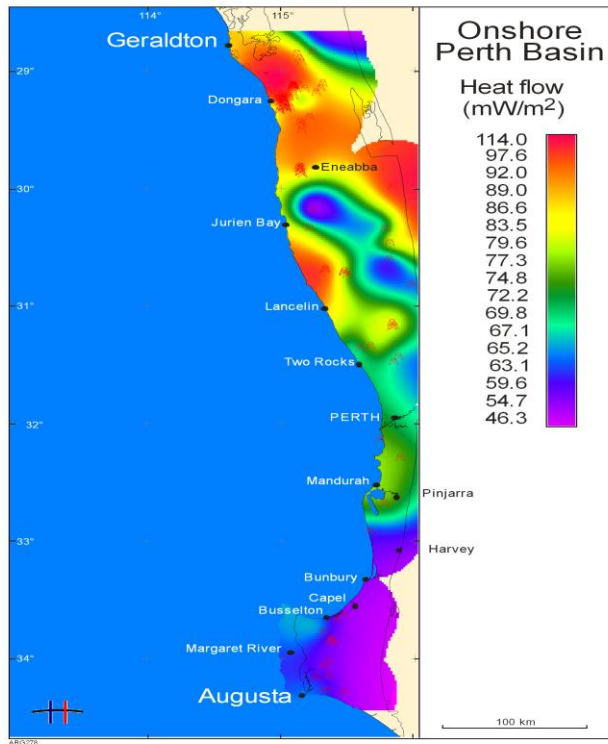 114°
115°
Onshore
Perth Basin
Geraldton
29°
Heat flow
(mW/m²)
Dongara
114.0
97.6
92.0
89.0
86.6
83.5
79.6
77.3
74.8
72.2
69.8
67.1
65.2
63.1
59.6
54.7
46.3
Eneabba
30°
Jurien Bay
31°
Lancelin
Two Rocks
PERTH
32°
Mandurah
Pinjarra
33°
Harvey
Bunbury
Capel
Busselton
Margaret River
34°
Augusta
100 km
ARG278